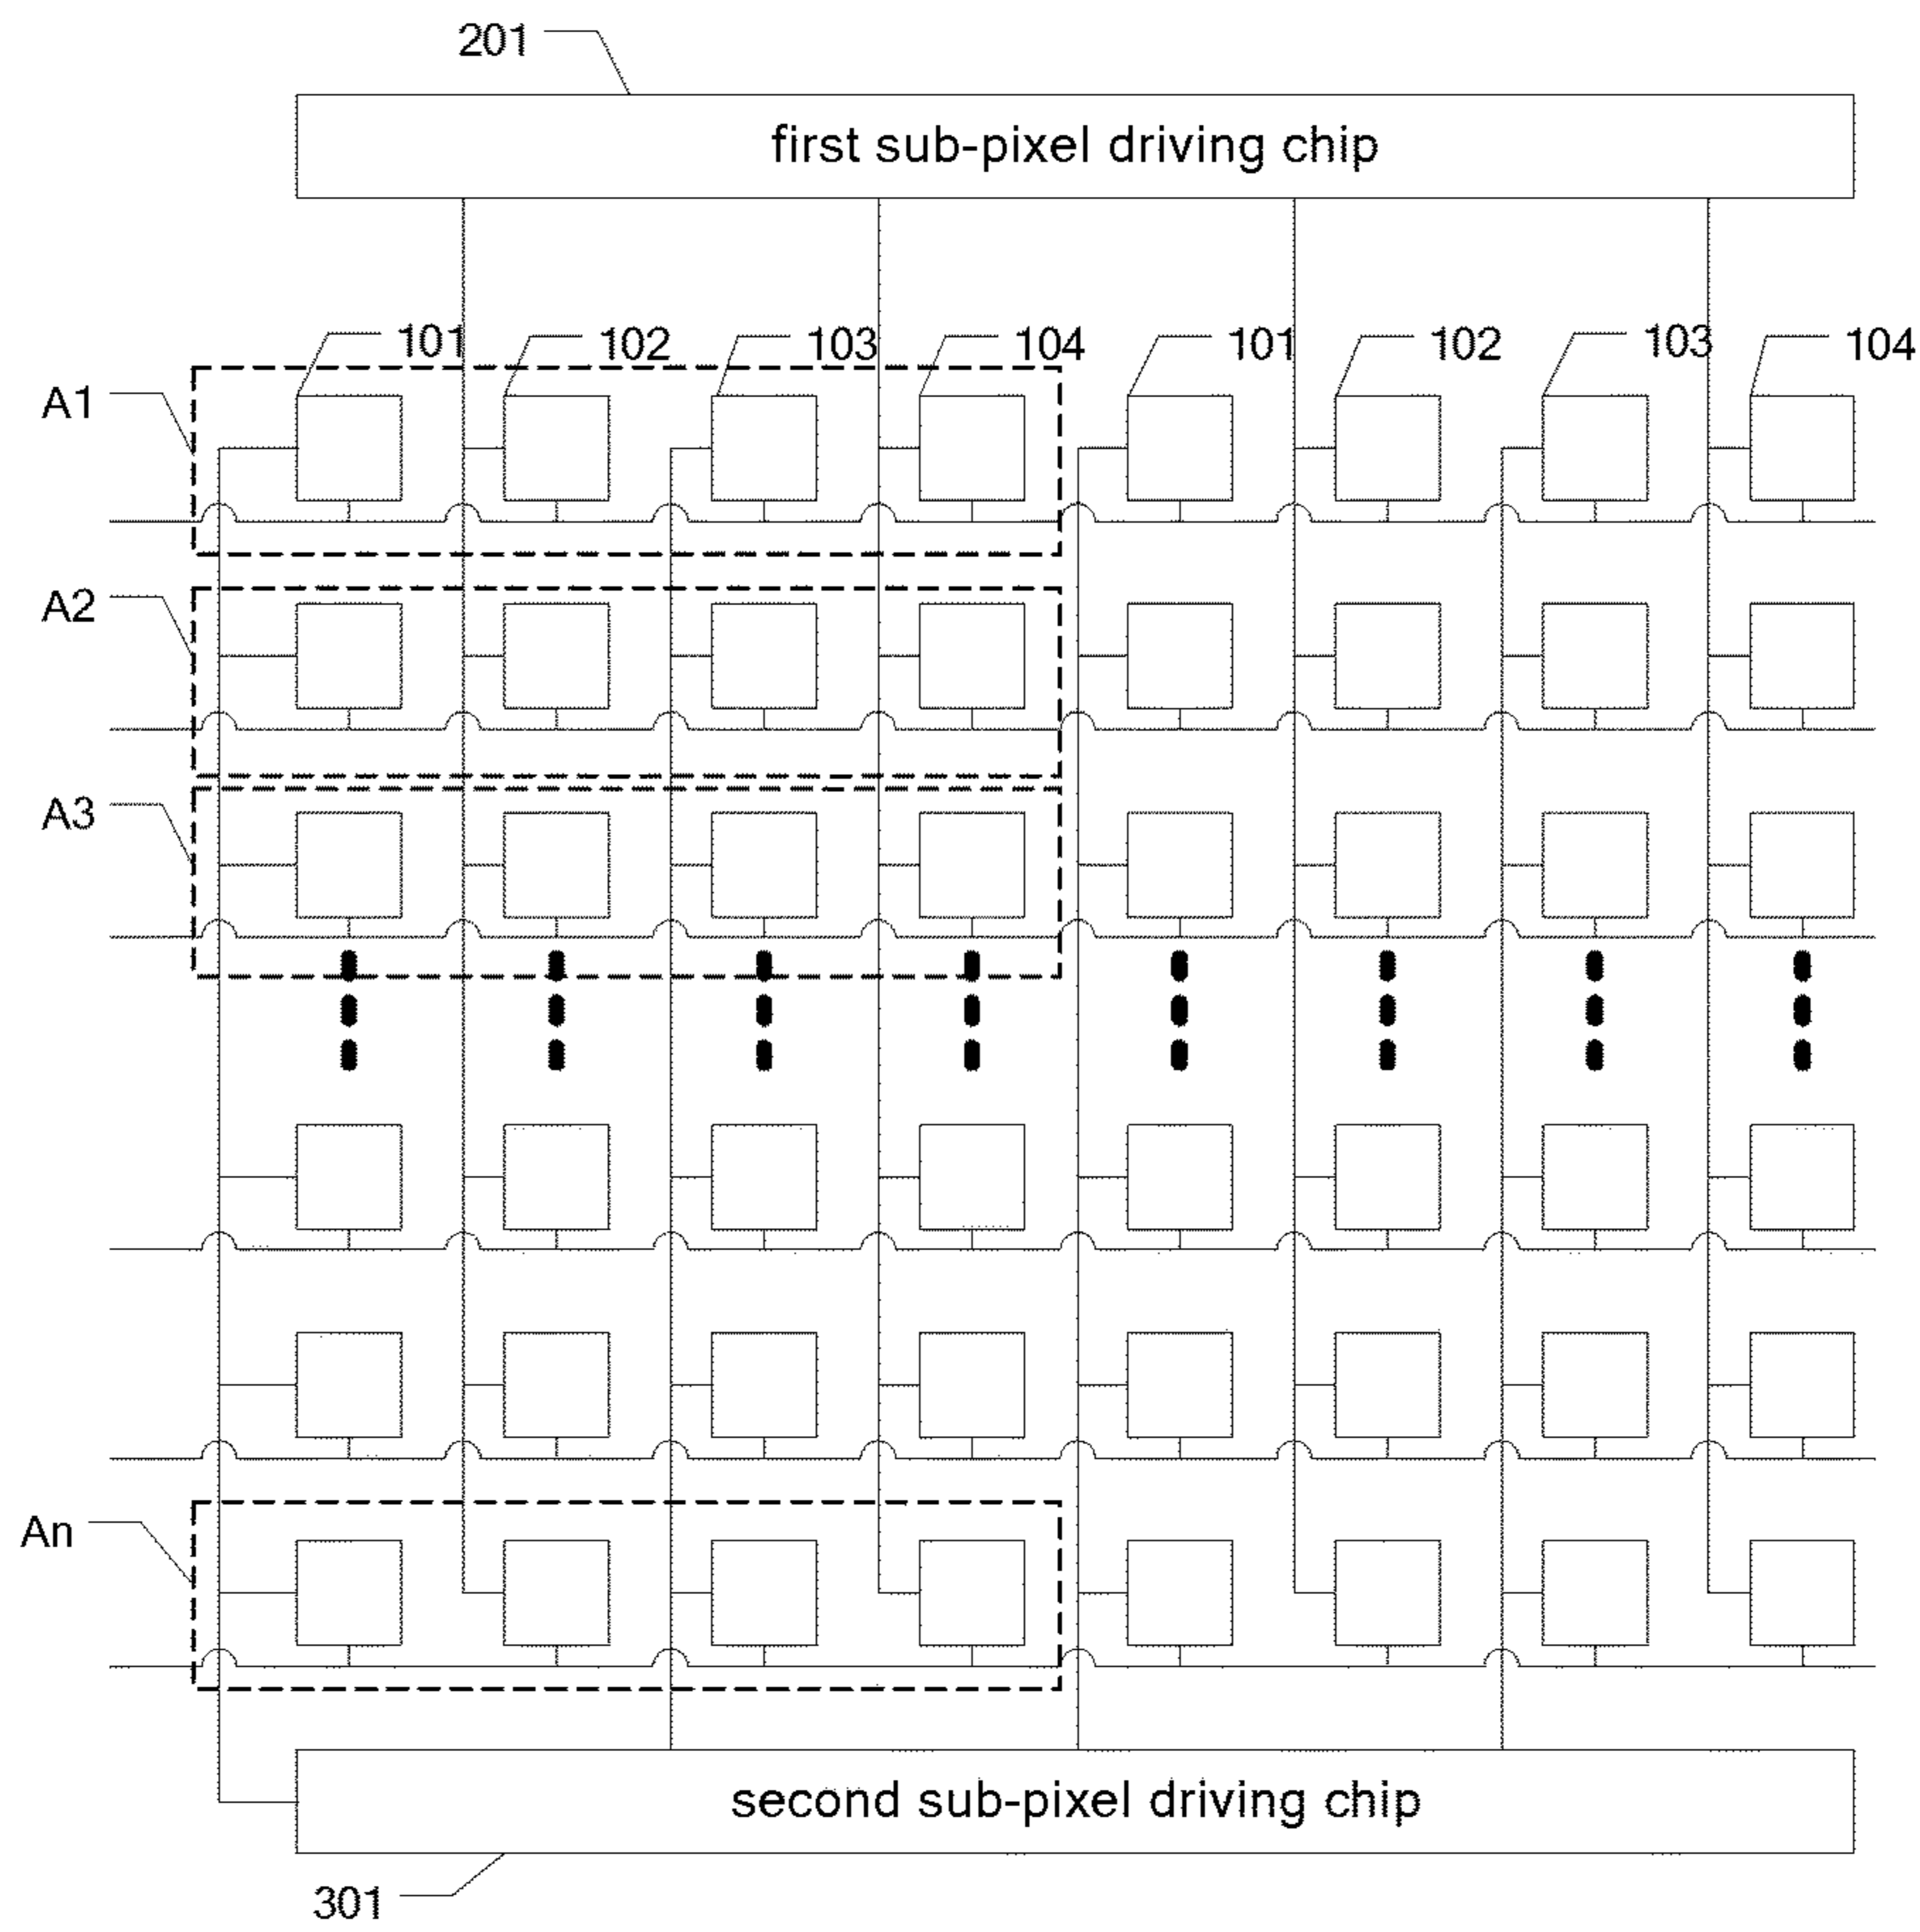 201
first sub-pixel driving chip
101 102 103 104 101 102 103 104
A1
A2
A3
An
second sub-pixel driving chip
301